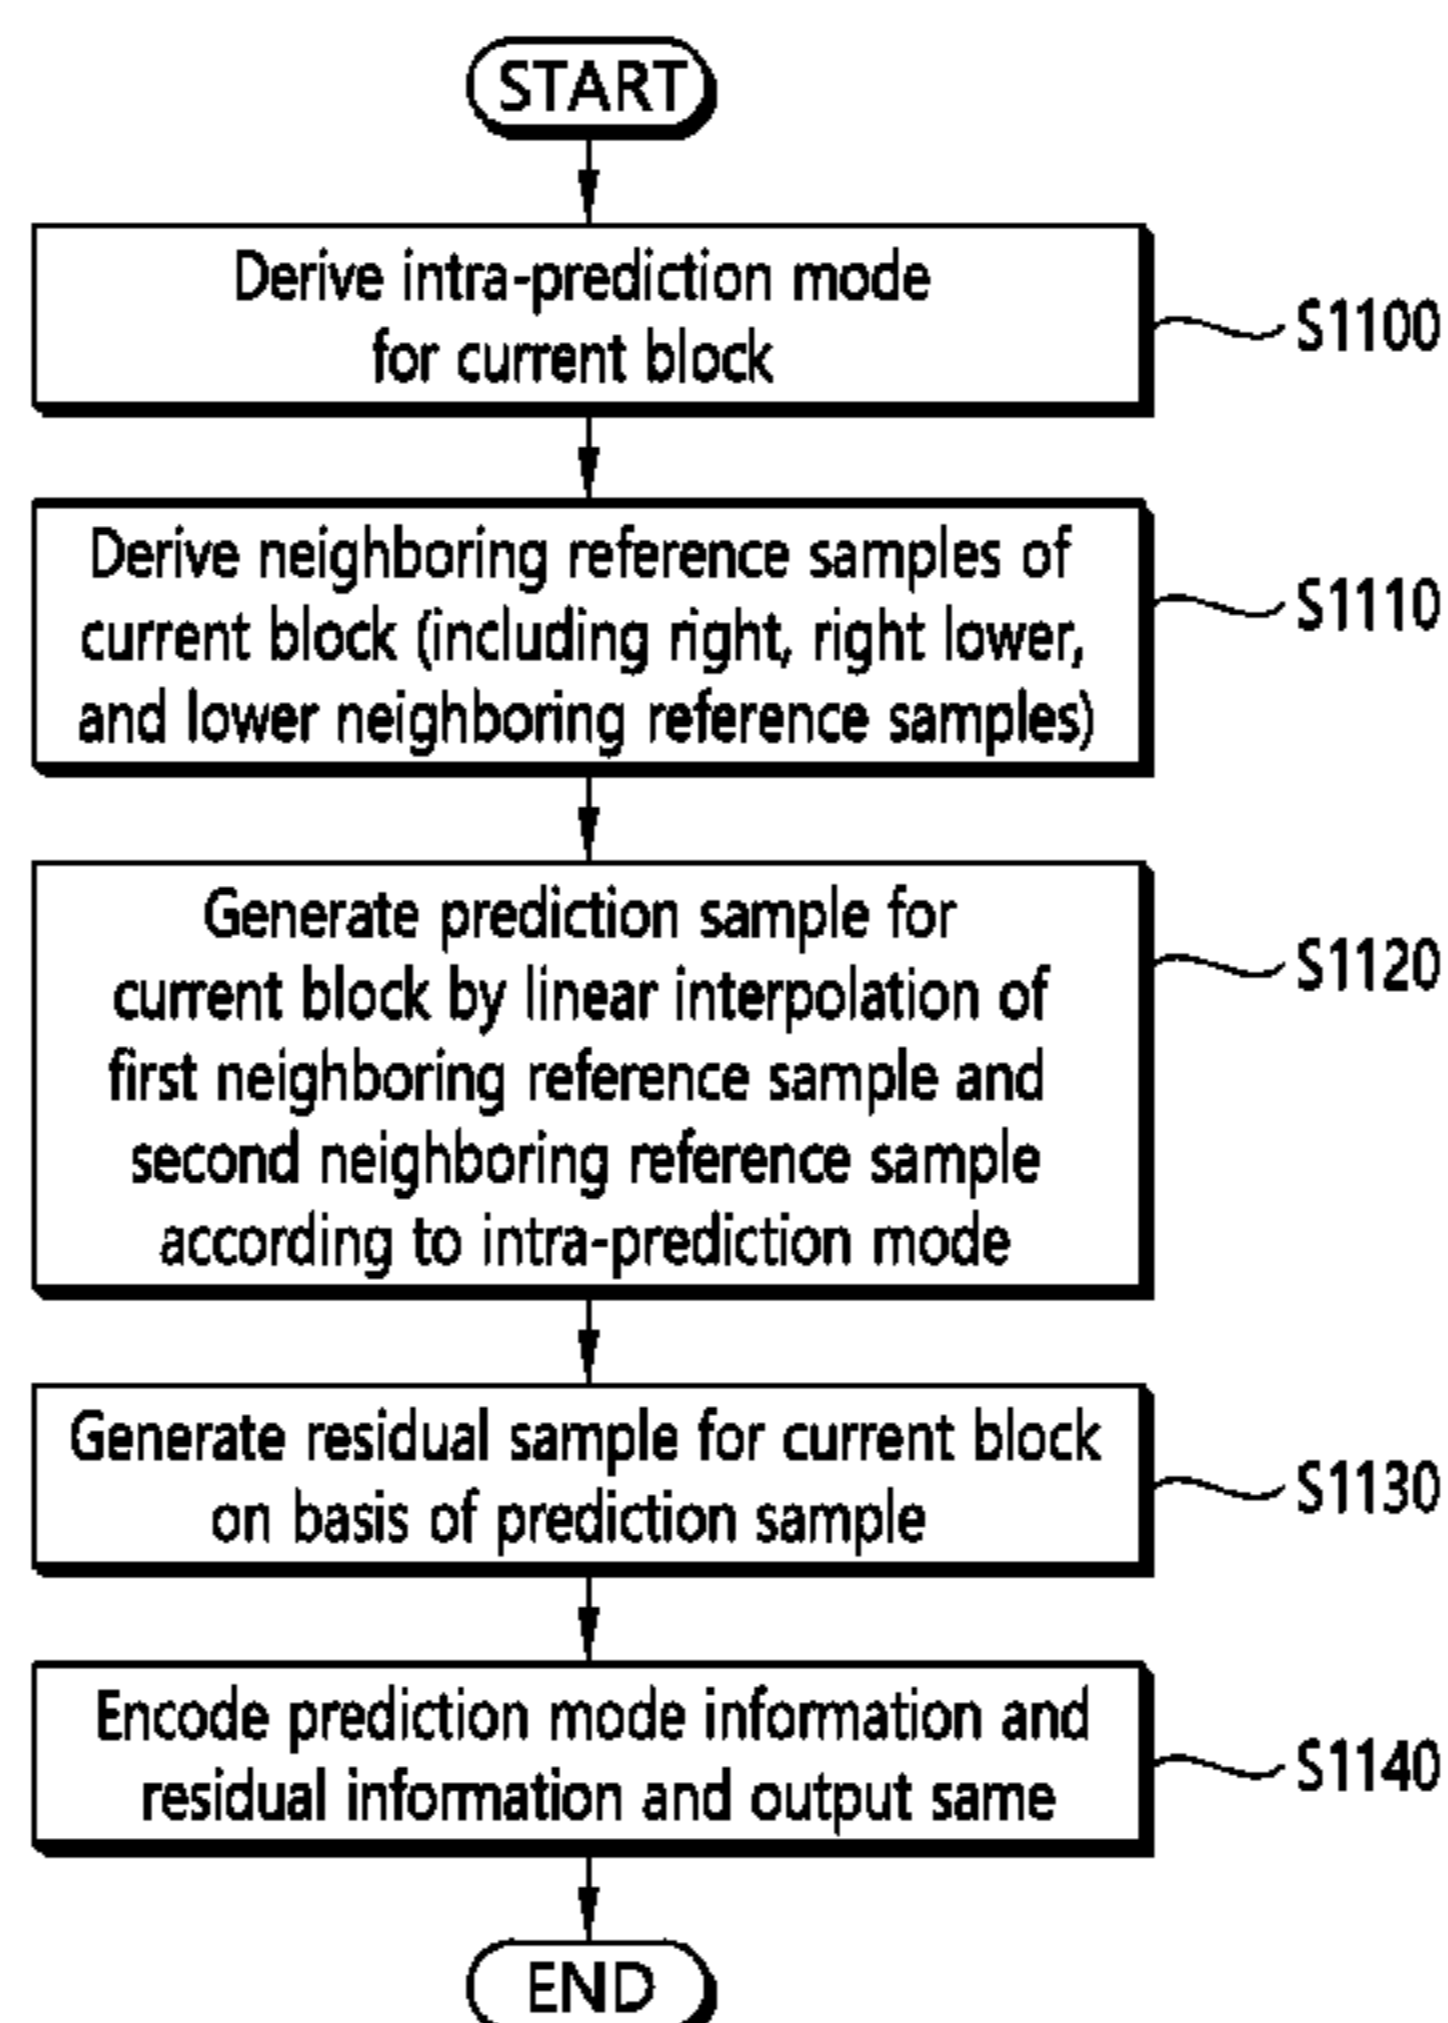 START
Derive intra-prediction mode
for current block
S1100
Derive neighboring reference samples of
current block (including right, right lower,
and lower neighboring reference samples)
S1110
Generate prediction sample for
current block by linear interpolation of
first neighboring reference sample and
second neighboring reference sample
according to intra-prediction mode
S1120
Generate residual sample for current block
on basis of prediction sample
S1130
Encode prediction mode information and
residual information and output same
S1140
END